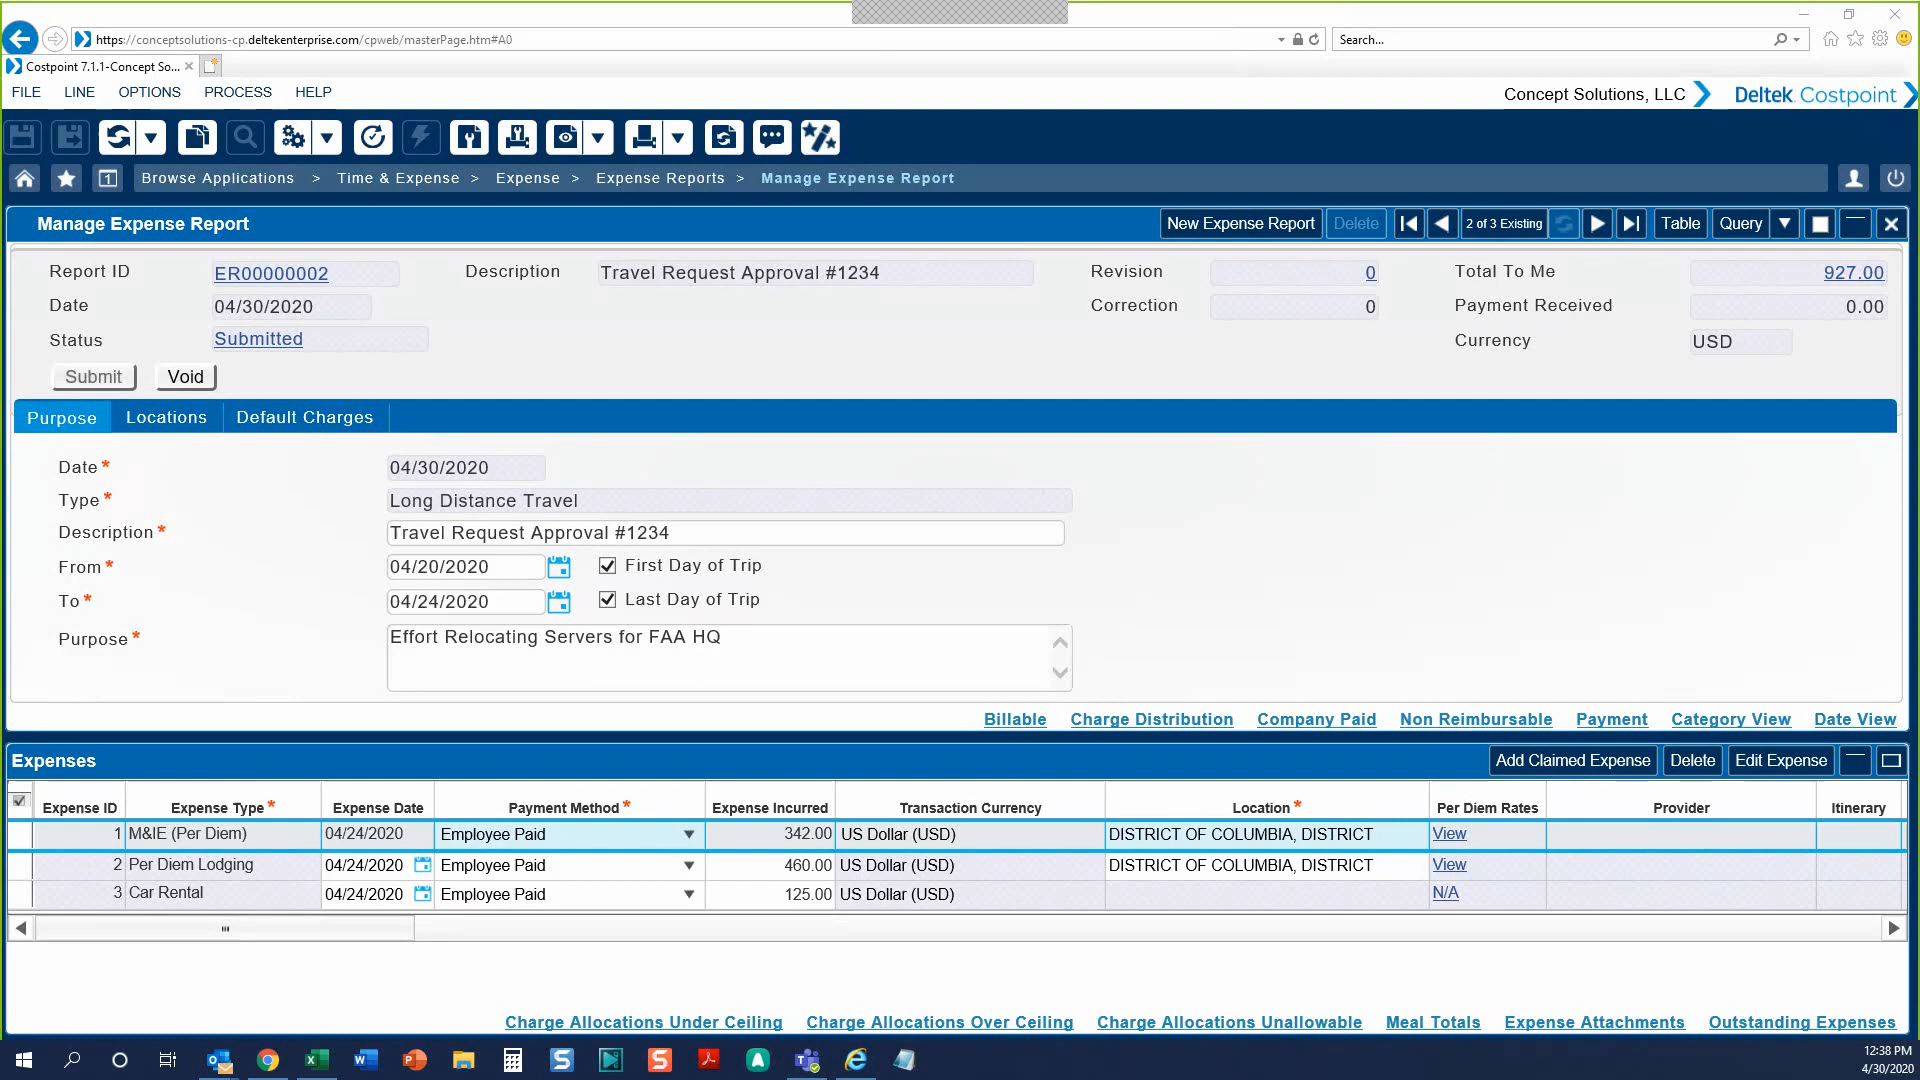 https://conceptsolutions-cp.deltekenterprise.com/cpweb/masterPage.htm#A0 Search...
Costpoint 7.1.1-Concept So...
FILE LINE OPTIONS PROCESS HELP Concept Solutions, LLC Deltek Costpoint
1 Browse Applications > Time & Expense > Expense > Expense Reports > Manage Expense Report
Manage Expense Report New Expense Report Delete 2 of 3 Existing Table Query
Report ID ER00000002 Description Travel Request Approval #1234 Revision 0 Total To Me 927.00
Date 04/30/2020 Correction 0 Payment Received 0.00
Status Submitted Currency USD
Submit Void
Purpose Locations Default Charges
Date* 04/30/2020
Type* Long Distance Travel
Description* Travel Request Approval #1234
From* 04/20/2020 First Day of Trip
To* 04/24/2020 Last Day of Trip
Purpose* Effort Relocating Servers for FAA HQ
Billable Charge Distribution Company Paid Non Reimbursable Payment Category View Date View
Expenses Add Claimed Expense Delete Edit Expense
Expense ID Expense Type* Expense Date Payment Method* Expense Incurred Transaction Currency Location* Per Diem Rates Provider Itinerary
1 M&IE (Per Diem) 04/24/2020 Employee Paid 342.00 US Dollar (USD) DISTRICT OF COLUMBIA, DISTRICT View
2 Per Diem Lodging 04/24/2020 Employee Paid 460.00 US Dollar (USD) DISTRICT OF COLUMBIA, DISTRICT View
3 Car Rental 04/24/2020 Employee Paid 125.00 US Dollar (USD) N/A
Charge Allocations Under Ceiling Charge Allocations Over Ceiling Charge Allocations Unallowable Meal Totals Expense Attachments Outstanding Expenses
12:38 PM
4/30/2020